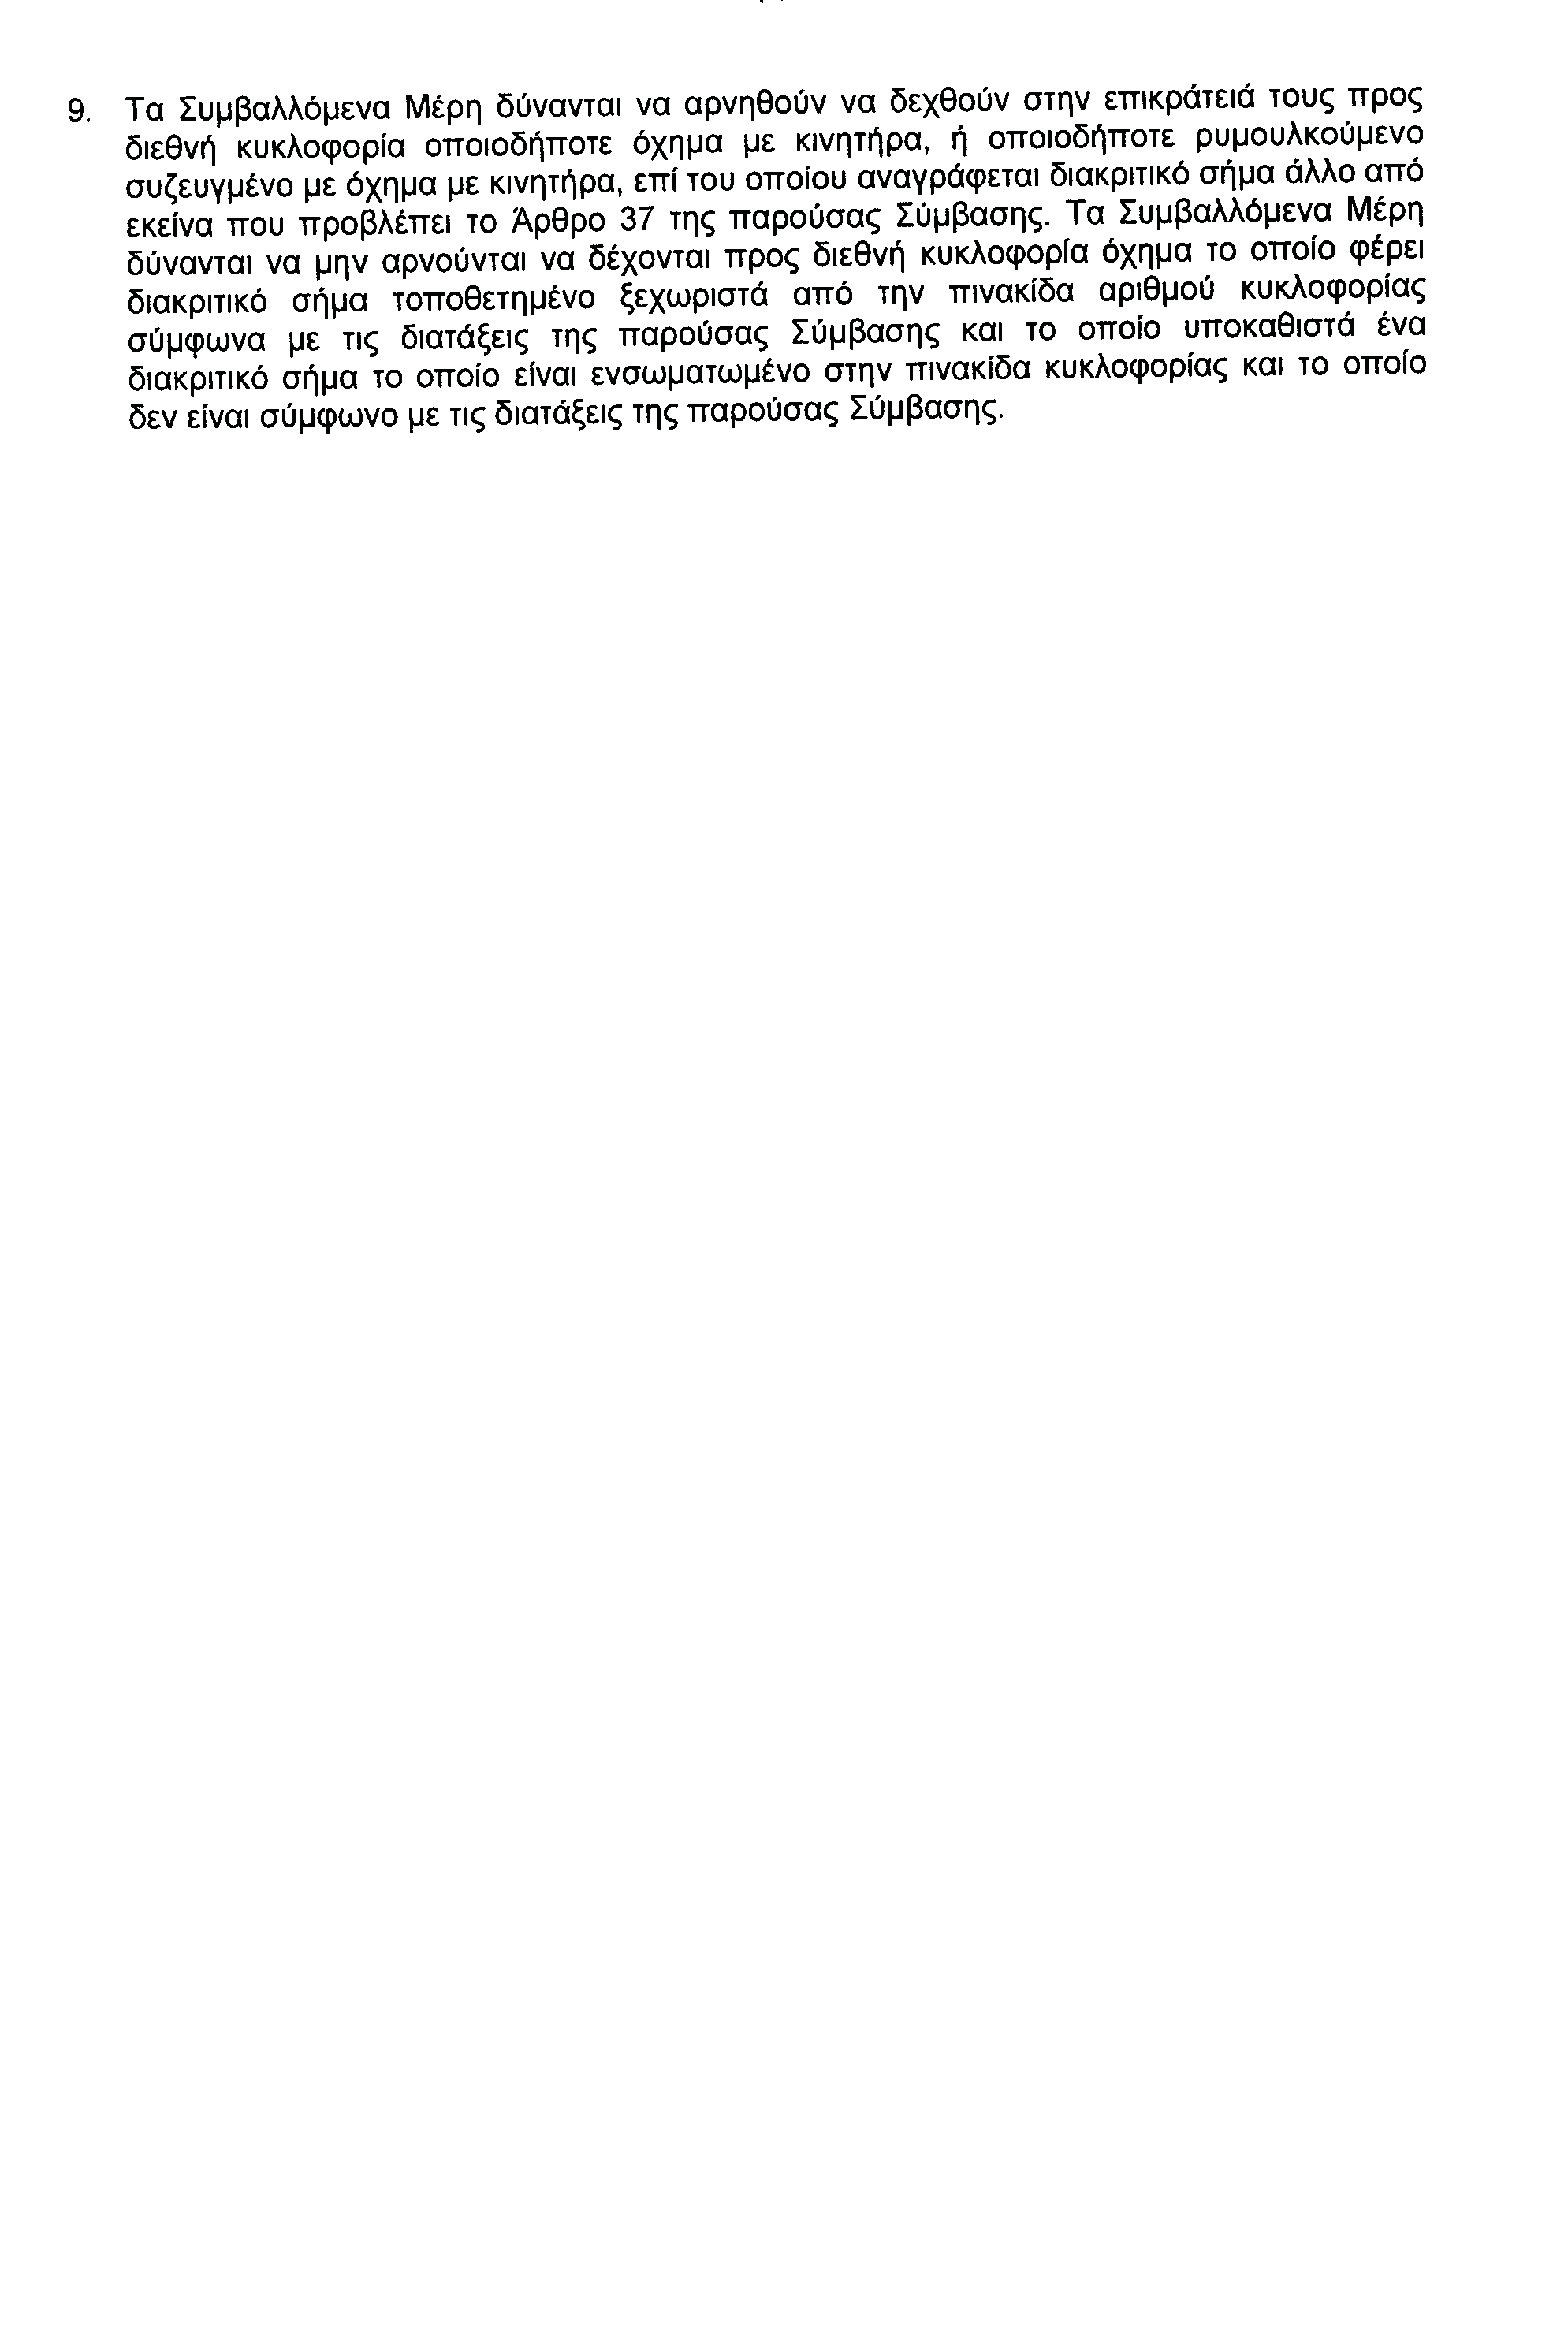 9. Τα Συμβαλλόμενα Μέρη δύνανται να αρνηθούν να δεχθούν στην επικράτειά τους προς
διεθνή κυκλοφορία οποιοδήποτε όχημα με κινητήρα, ή οποιοδήποτε ρυμουλκούμενο
συζευγμένο με όχημα με κινητήρα, επί του οποίου αναγράφεται διακριτικό σήμα άλλο από
εκείνα που προβλέπει το Άρθρο 37 της παρούσας Σύμβασης. Τα Συμβαλλόμενα Μέρη
δύνανται να μην αρνούνται να δέχονται προς διεθνή κυκλοφορία όχημα το οποίο φέρει
διακριτικό σήμα τοποθετημένο ξεχωριστά από την πινακίδα αριθμού κυκλοφορίας
σύμφωνα με τις διατάξεις της παρούσας Σύμβασης και το οποίο υποκαθιστά ένα
διακριτικό σήμα το οποίο είναι ενσωματωμένο στην πινακίδα κυκλοφορίας και το οποίο
δεν είναι σύμφωνο με τις διατάξεις της παρούσας Σύμβασης.